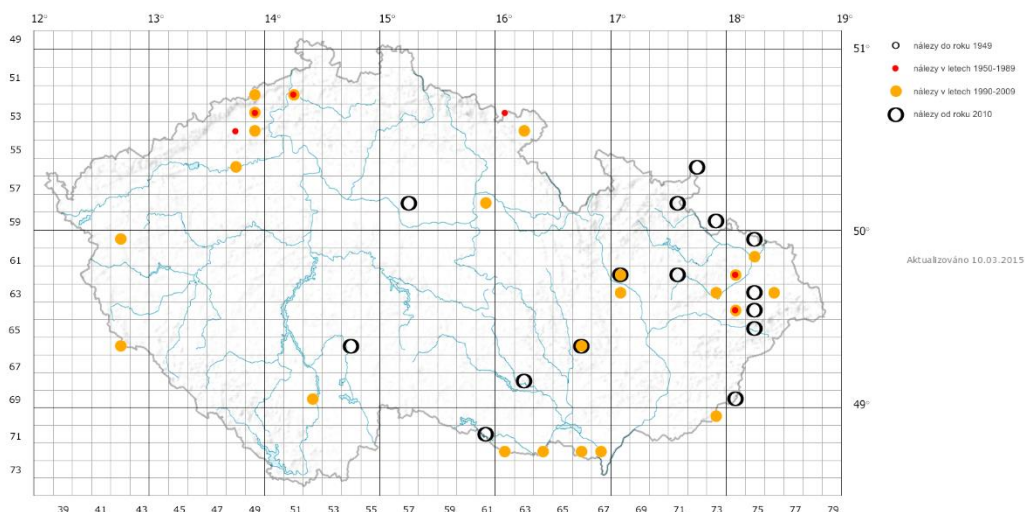 12° 13° 14° 15° 16° 17° 18° 19°
49
51
53
55
57
59
61
63
65
67
69
71
73
51°
50°
49°
nálezy do roku 1949
nálezy v letech 1950-1989
nálezy v letech 1990-2009
nálezy od roku 2010
Aktualizováno 10.03.2015
39 41 43 45 47 49 51 53 55 57 59 61 63 65 67 69 71 73 75 77 79